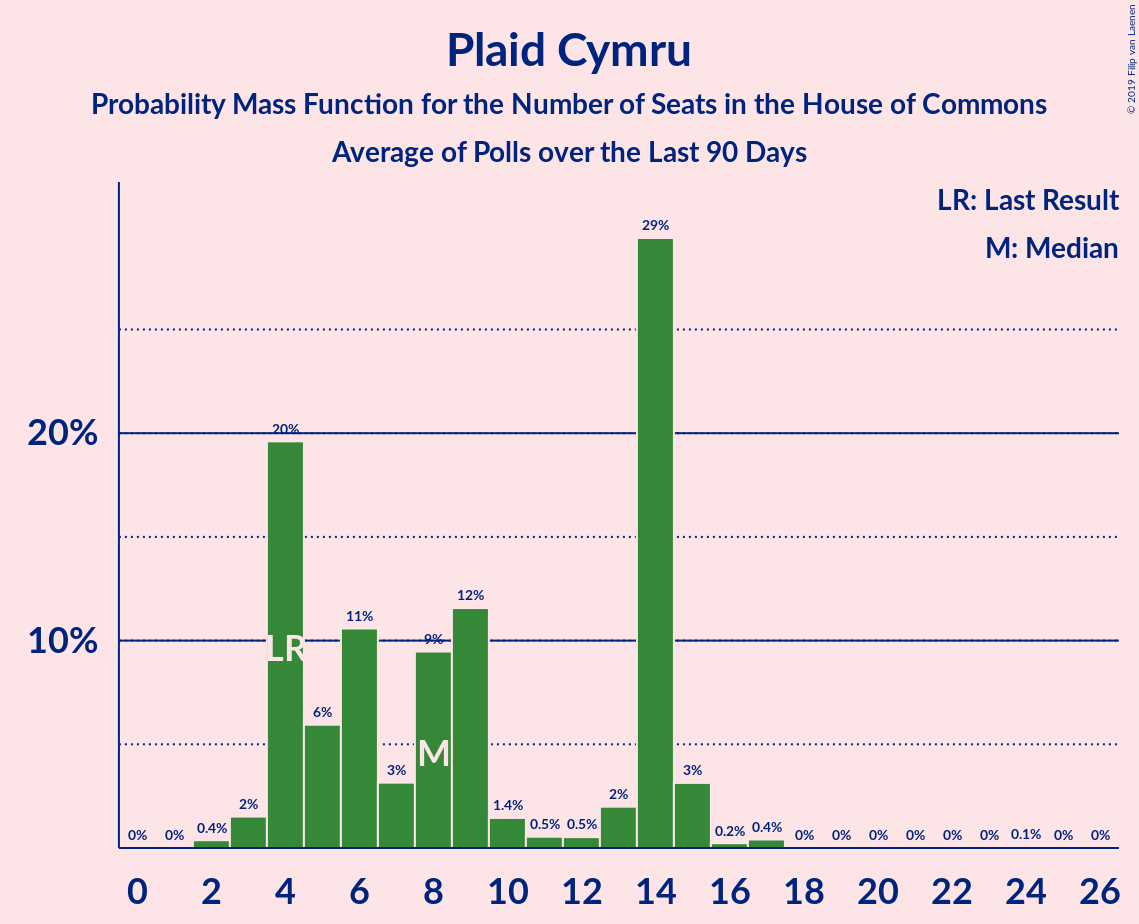 Plaid Cymru
Probability Mass Function for the Number of Seats in the House of Commons
Average of Polls over the Last 90 Days
© 2019 Filip van Laenen
LR: Last Result
M: Median
20%
10%
0% 0% 0.4% 2% 20% 6% 11% 3% 9% 12% 1.4% 0.5% 0.5% 2% 29% 3% 0.2% 0.4% 0% 0% 0% 0% 0% 0% 0.1% 0% 0%
LR
M
0 2 4 6 8 10 12 14 16 18 20 22 24 26